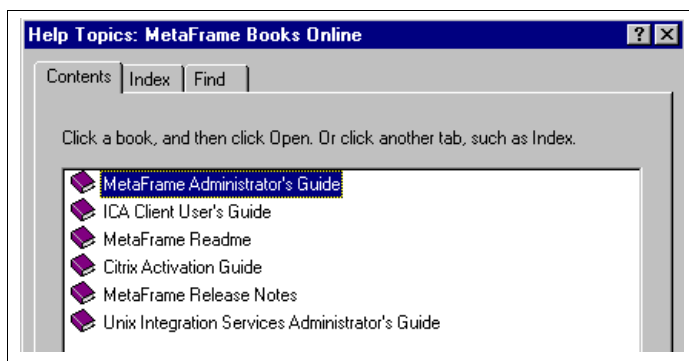 Help Topics: MetaFrame Books Online
Contents Index Find
Click a book, and then click Open. Or click another tab, such as Index.
MetaFrame Administrator's Guide
ICA Client User's Guide
MetaFrame Readme
Citrix Activation Guide
MetaFrame Release Notes
Unix Integration Services Administrator's Guide